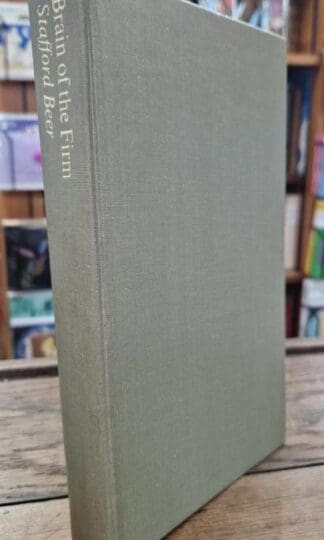 Brain of the Firm
Stafford Beer